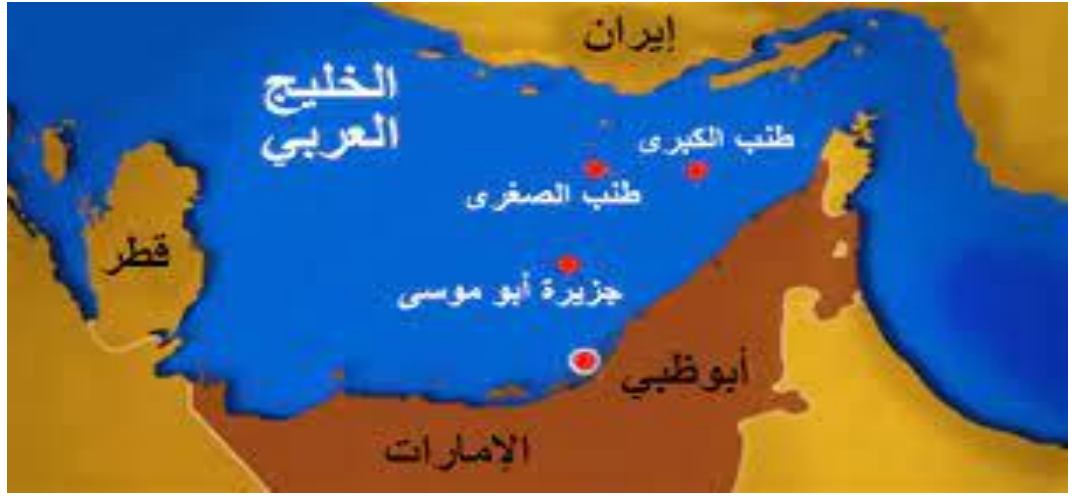 إيران
الخليج
العربي
طنب الكبرى
طنب الصغرى
قطر
جزيرة أبو موسى
أبوظبي
الإمارات